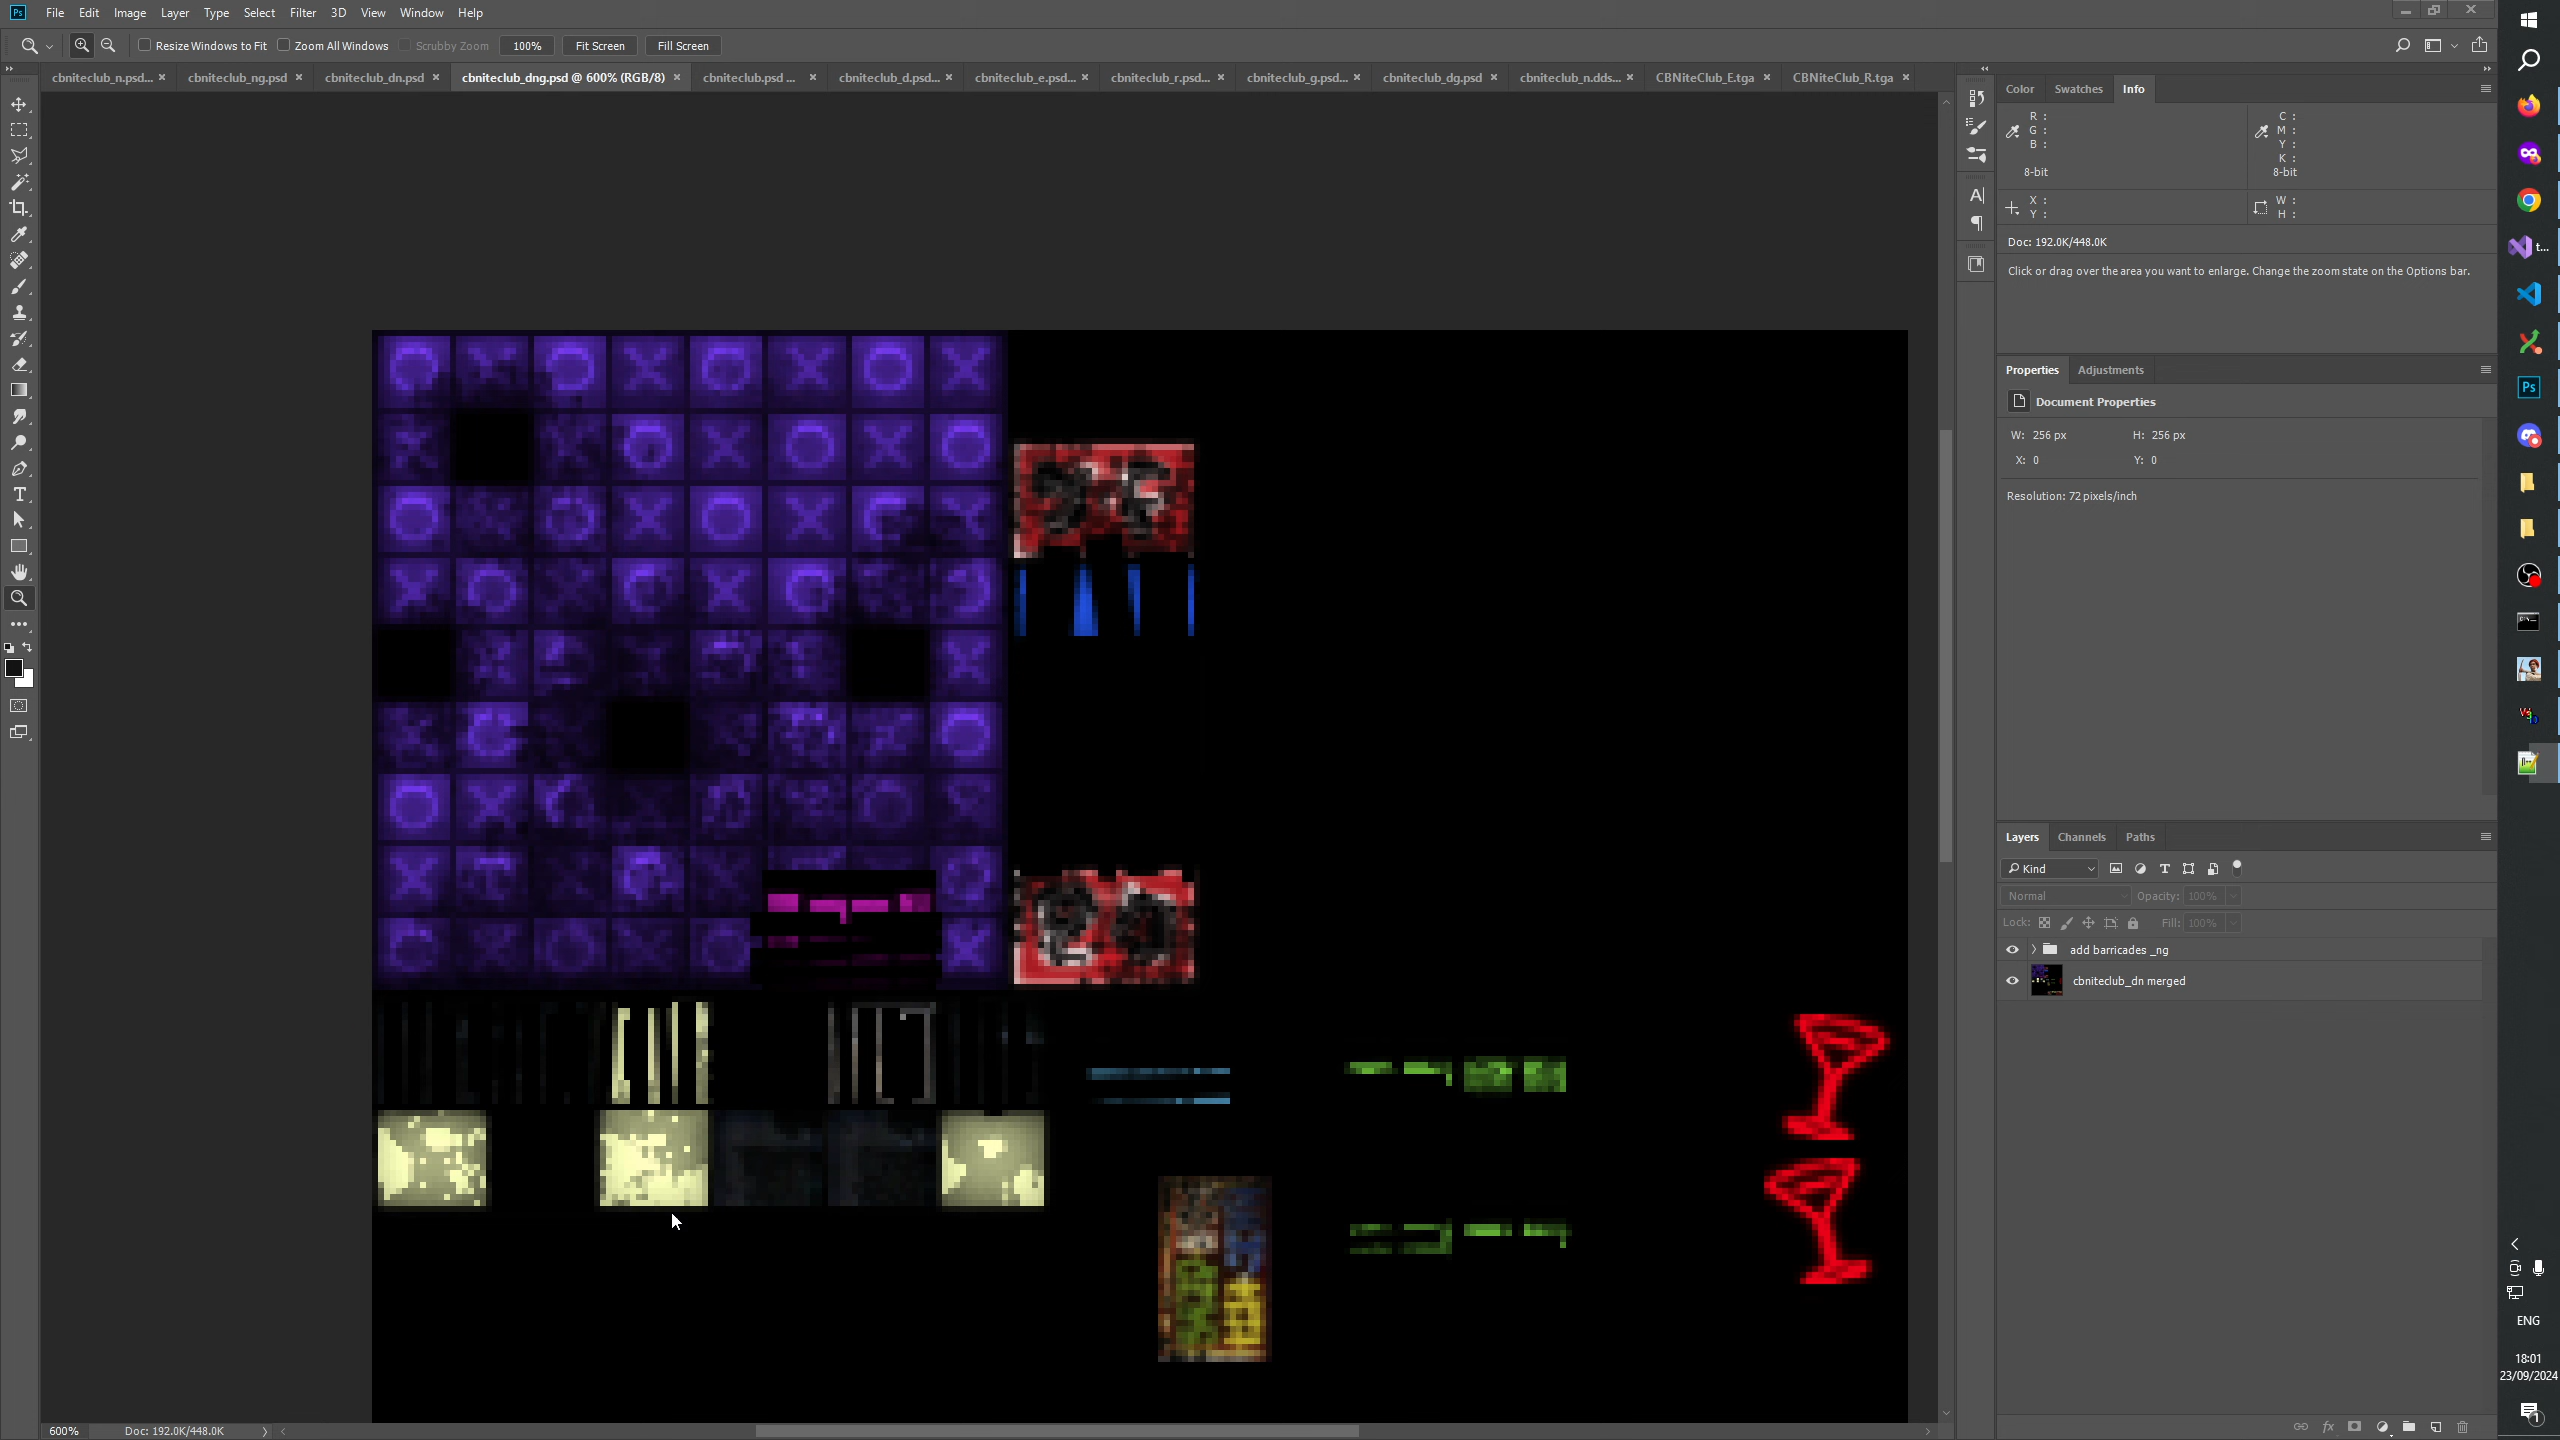 Ps File Edit Image Layer Type Select Filter 3D View Window Help
Resize Windows to Fit Zoom All Windows Scrubby Zoom 100% Fit Screen Fill Screen
cbniteclub_n.psd... × cbniteclub_ng.psd × cbniteclub_dn.psd × cbniteclub_dng.psd @ 600% (RGB/8) × cbniteclub.psd ... × cbniteclub_d.psd... × cbniteclub_e.psd... × cbniteclub_r.psd... × cbniteclub_g.psd... × cbniteclub_dg.psd × cbniteclub_n.dds... × CBNiteClub_E.tga × CBNiteClub_R.tga ×
Color Swatches Info
R : C :
G : M :
B : Y :
K :
8-bit 8-bit
X : W :
Y : H :
Doc: 192.0K/448.0K
Click or drag over the area you want to enlarge. Change the zoom state on the Options bar.
Properties Adjustments
Document Properties
W: 256 px H: 256 px
X: 0 Y: 0
Resolution: 72 pixels/inch
Layers Channels Paths
Kind
Normal Opacity: 100%
Lock: Fill: 100%
add barricades _ng
cbniteclub_dn merged
600% Doc: 192.0K/448.0K
t...
Ps
ENG
18:01
23/09/2024
1